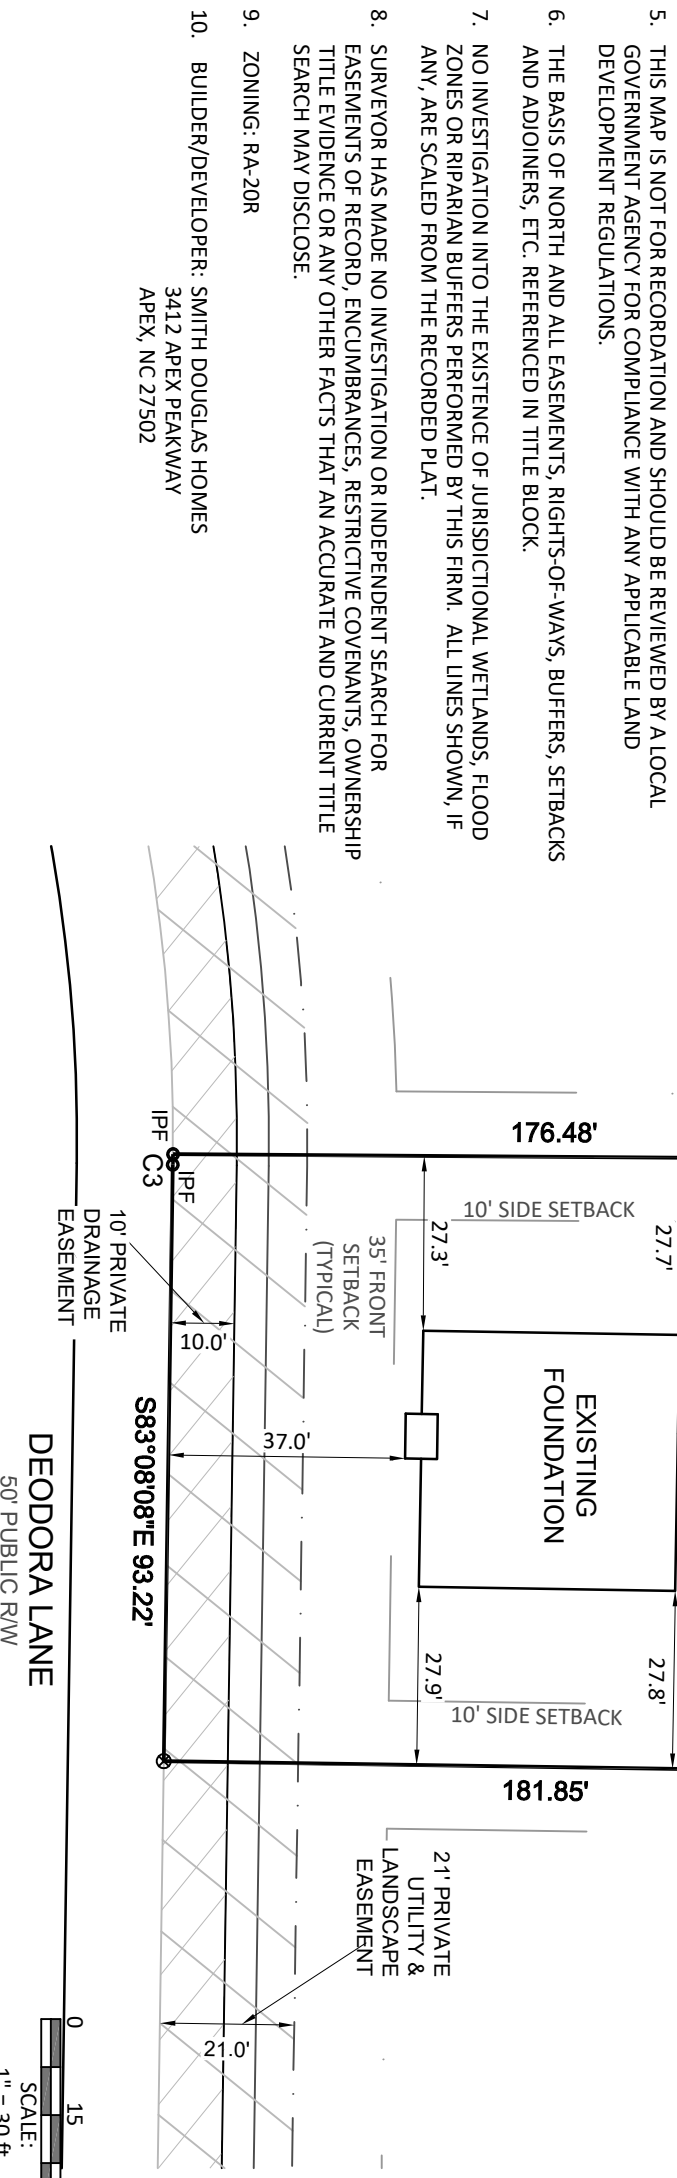 5. THIS MAP IS NOT FOR RECORDATION AND SHOULD BE REVIEWED BY A LOCAL
GOVERNMENT AGENCY FOR COMPLIANCE WITH ANY APPLICABLE LAND
DEVELOPMENT REGULATIONS.
6. THE BASIS OF NORTH AND ALL EASEMENTS, RIGHTS-OF-WAYS, BUFFERS, SETBACKS
AND ADJOINERS, ETC. REFERENCED IN TITLE BLOCK.
7. NO INVESTIGATION INTO THE EXISTENCE OF JURISDICTIONAL WETLANDS, FLOOD
ZONES OR RIPARIAN BUFFERS PERFORMED BY THIS FIRM. ALL LINES SHOWN, IF
ANY, ARE SCALED FROM THE RECORDED PLAT.
8. SURVEYOR HAS MADE NO INVESTIGATION OR INDEPENDENT SEARCH FOR
EASEMENTS OF RECORD, ENCUMBRANCES, RESTRICTIVE COVENANTS, OWNERSHIP
TITLE EVIDENCE OR ANY OTHER FACTS THAT AN ACCURATE AND CURRENT TITLE
SEARCH MAY DISCLOSE.
9. ZONING: RA-20R
10. BUILDER/DEVELOPER: SMITH DOUGLAS HOMES
3412 APEX PEAKWAY
APEX, NC 27502
176.48'
27.7'
10' SIDE SETBACK
27.3'
35' FRONT
SETBACK
(TYPICAL)
IPF
IPF
C3
10' PRIVATE
DRAINAGE
EASEMENT
10.0'
EXISTING
FOUNDATION
37.0'
S83°08'08"E 93.22'
DEODORA LANE
50' PUBLIC R/W
27.8'
27.9'
10' SIDE SETBACK
181.85'
21' PRIVATE
UTILITY &
LANDSCAPE
EASEMENT
21.0'
0
15
SCALE:
1" = 30 ft